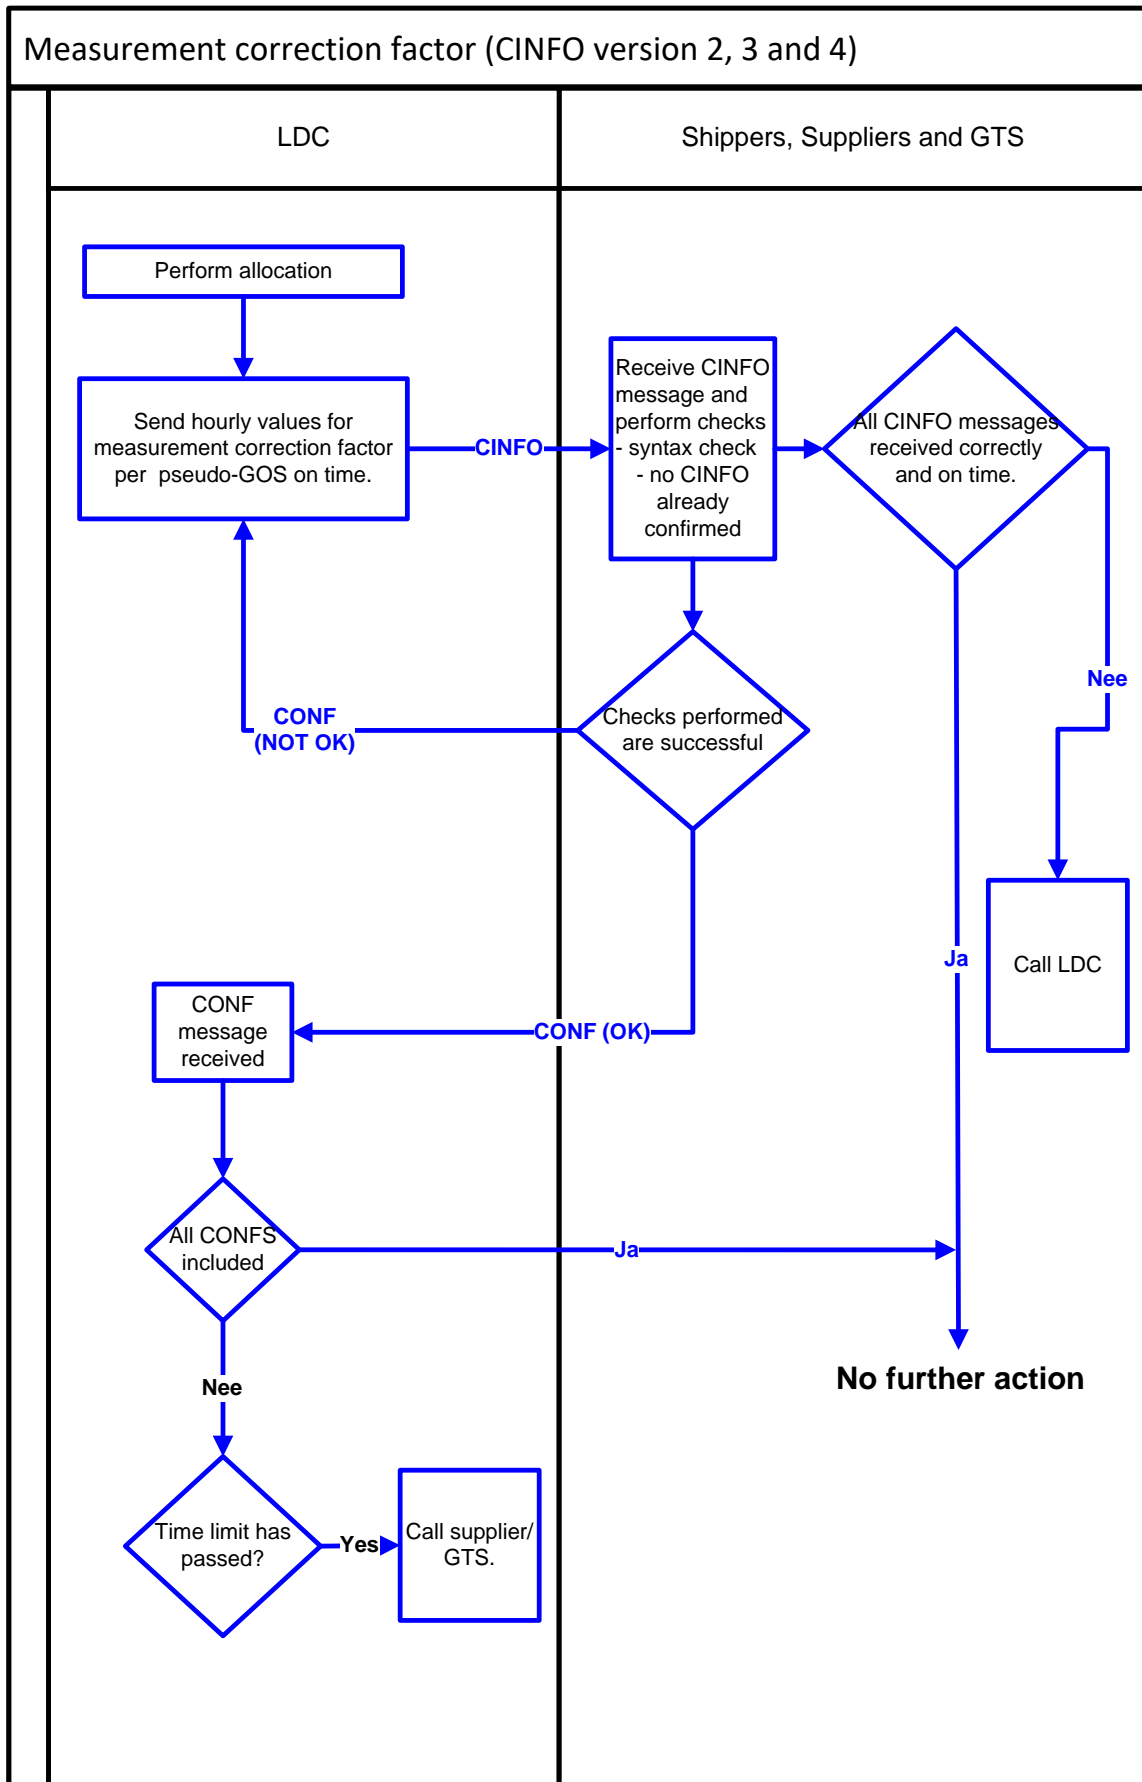 Measurement correction factor (CINFO version 2, 3 and 4)
LDC
Shippers, Suppliers and GTS
Perform allocation
Send hourly values for
measurement correction factor
per pseudo-GOS on time.
CINFO
Receive CINFO
message and
perform checks
- syntax check
- no CINFO
already
confirmed
All CINFO messages
received correctly
and on time.
Nee
CONF
(NOT OK)
Checks performed
are successful
Ja
Call LDC
CONF
message
received
CONF (OK)
All CONFS
included
Ja
No further action
Nee
Time limit has
passed?
Yes
Call supplier/
GTS.